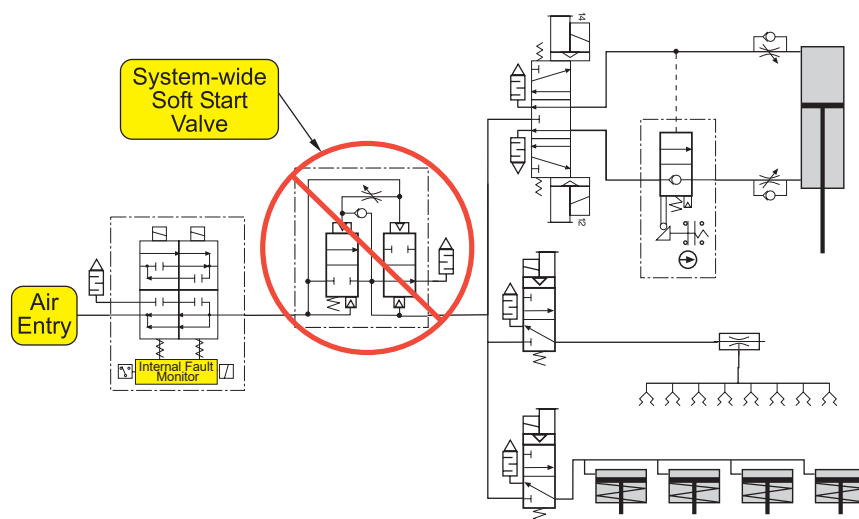 System-wide
Soft Start
Valve
Air
Entry
Internal Fault
Monitor
14
12